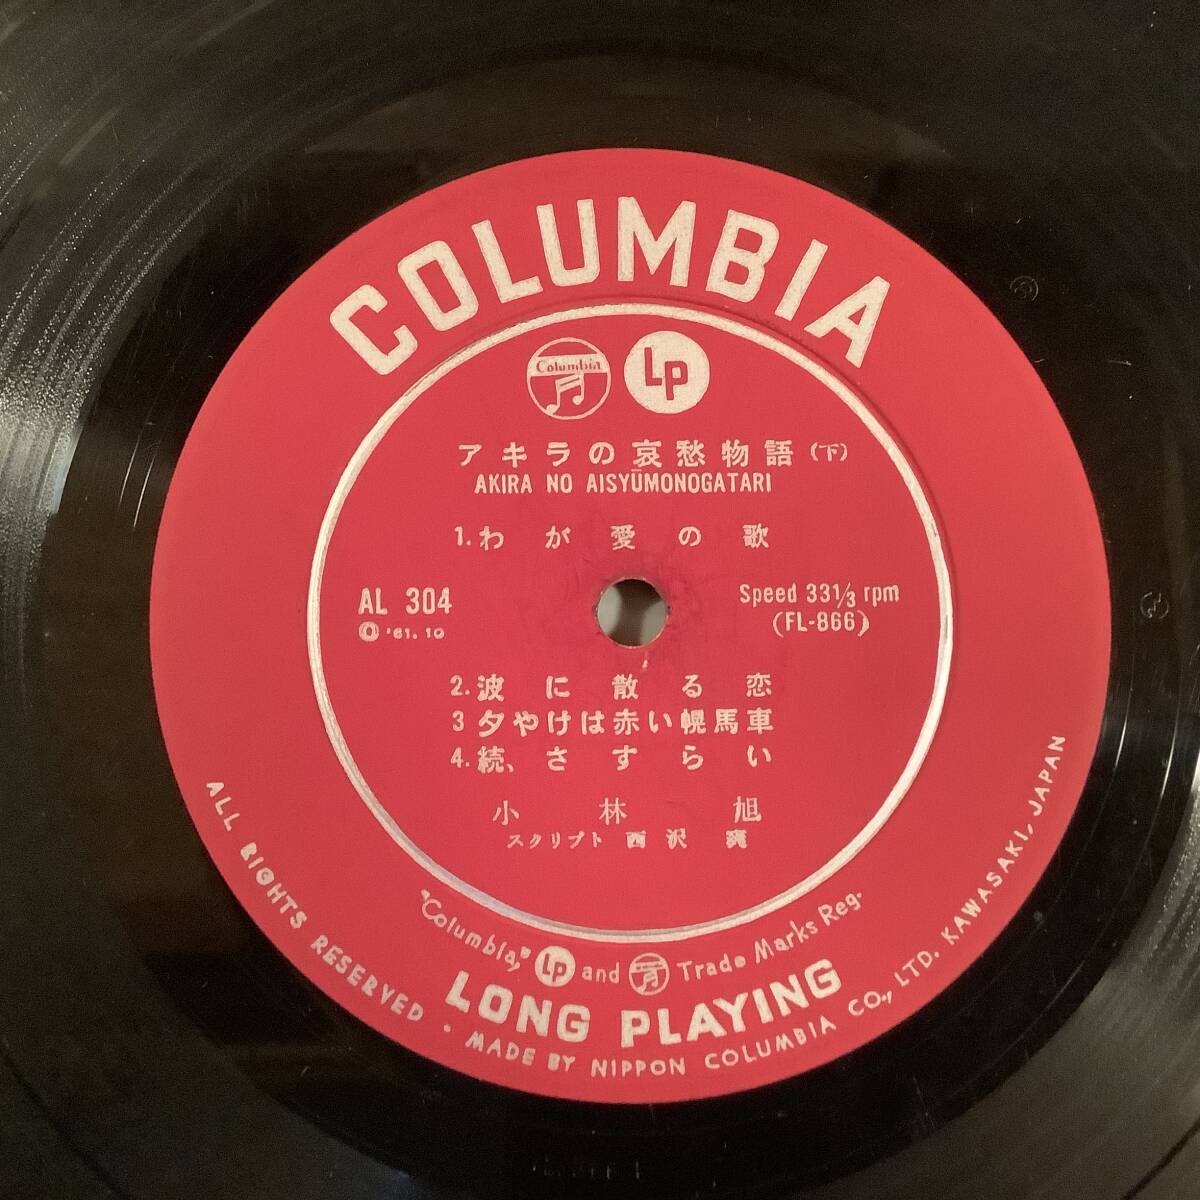 COLUMBIA
Columbia LP
アキラの哀愁物語(下)
AKIRA NO AISYŪMONOGATARI
1.わが愛の歌
AL 304
Ⓞ '61.10
Speed 33 1/3 rpm
(FL-866)
2.波に散る恋
3 夕やけは赤い幌馬車
4.続、さすらい
小林旭
スクリプト 西沢 爽
"Columbia," LP and Trade Marks Reg.
LONG PLAYING
ALL RIGHTS RESERVED · MADE BY NIPPON COLUMBIA CO., LTD. KAWASAKI, JAPAN